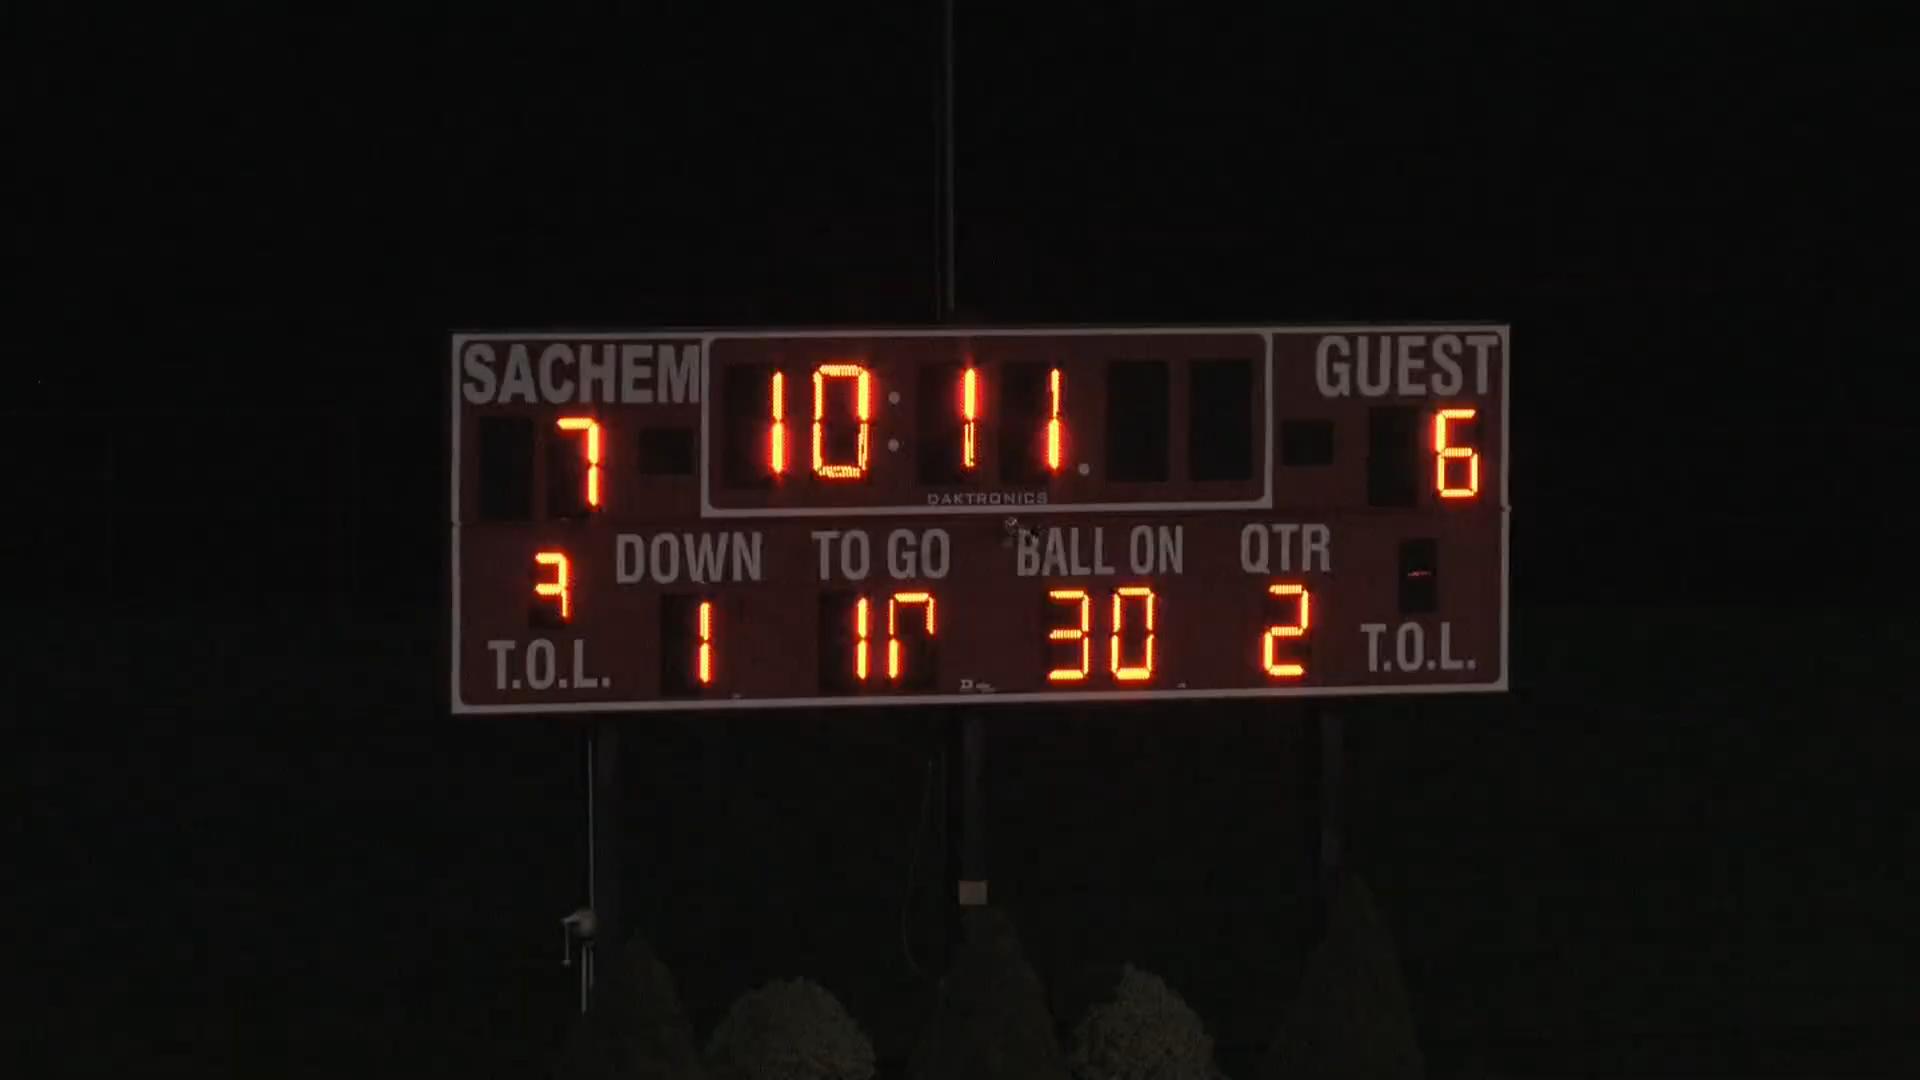 SACHEM 10:11 GUEST
7 6
DAKTRONICS
DOWN TO GO BALL ON QTR
3
1 30 2
T.O.L. T.O.L.